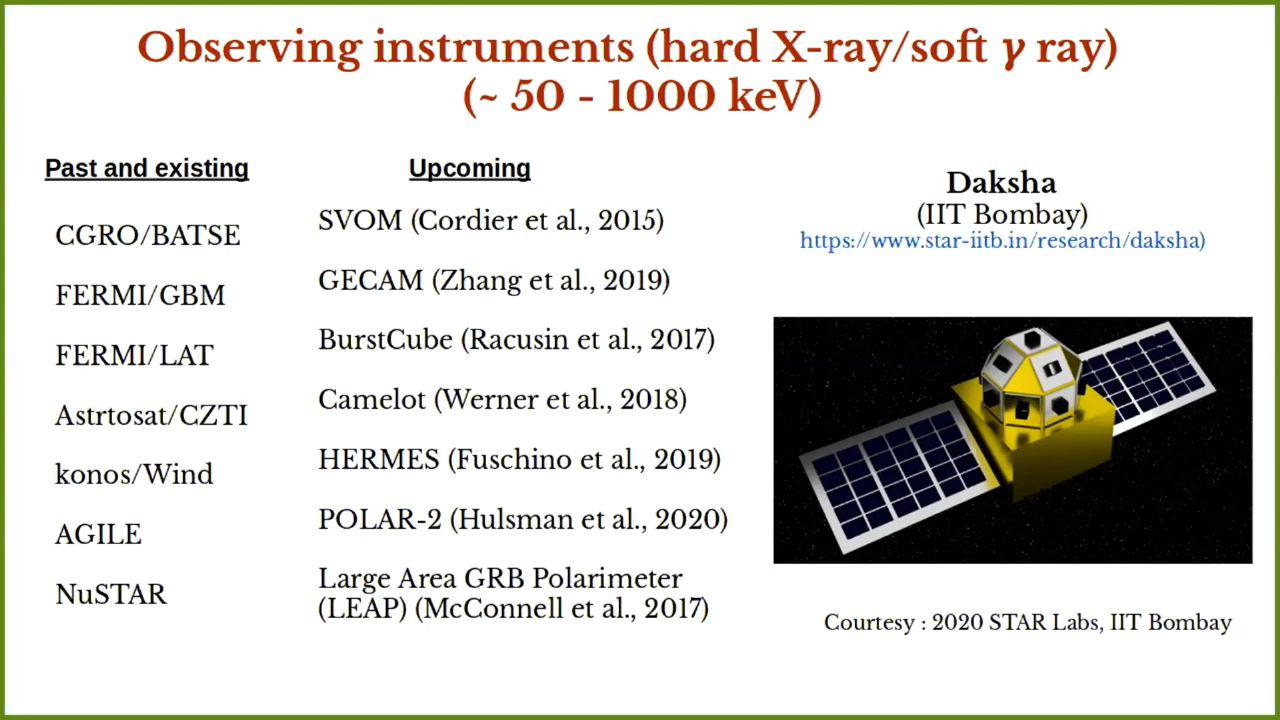 Observing instruments (hard X-ray/soft γ ray)
(~ 50 - 1000 keV)
Past and existing
CGRO/BATSE
FERMI/GBM
FERMI/LAT
Astrtosat/CZTI
konos/Wind
AGILE
NuSTAR
Upcoming
SVOM (Cordier et al., 2015)
GECAM (Zhang et al., 2019)
BurstCube (Racusin et al., 2017)
Camelot (Werner et al., 2018)
HERMES (Fuschino et al., 2019)
POLAR-2 (Hulsman et al., 2020)
Large Area GRB Polarimeter
(LEAP) (McConnell et al., 2017)
Daksha
(IIT Bombay)
https://www.star-iitb.in/research/daksha)
Courtesy : 2020 STAR Labs, IIT Bombay